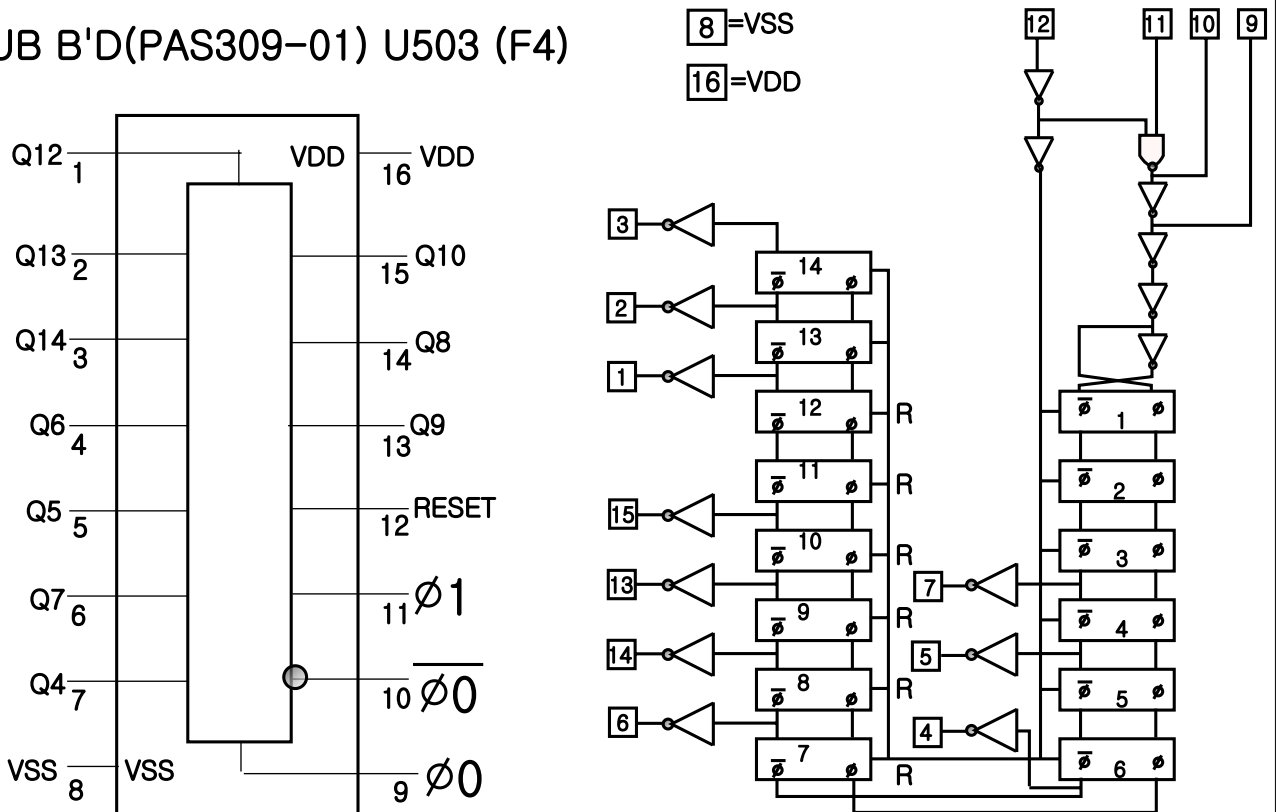 UB B'D(PAS309-01) U503 (F4)
Q12 1
Q13 2
Q14 3
Q6 4
Q5 5
Q7 6
Q4 7
VSS 8
VSS
VDD
16 VDD
15 Q10
14 Q8
13 Q9
12 RESET
11 ø1
10 ø̅0̅
9 ø0
8 =VSS
16 =VDD
12 11 10 9
3
14
ø̅ ø
2
13
ø̅ ø
1
12
ø̅ ø R
11
ø̅ ø R
15
10
ø̅ ø R
13
9
ø̅ ø R
14
8
ø̅ ø R
6
7
ø̅ ø R
ø̅ 1 ø
ø̅ 2 ø
ø̅ 3 ø
7
ø̅ 4 ø
5
ø̅ 5 ø
4
ø̅ 6 ø